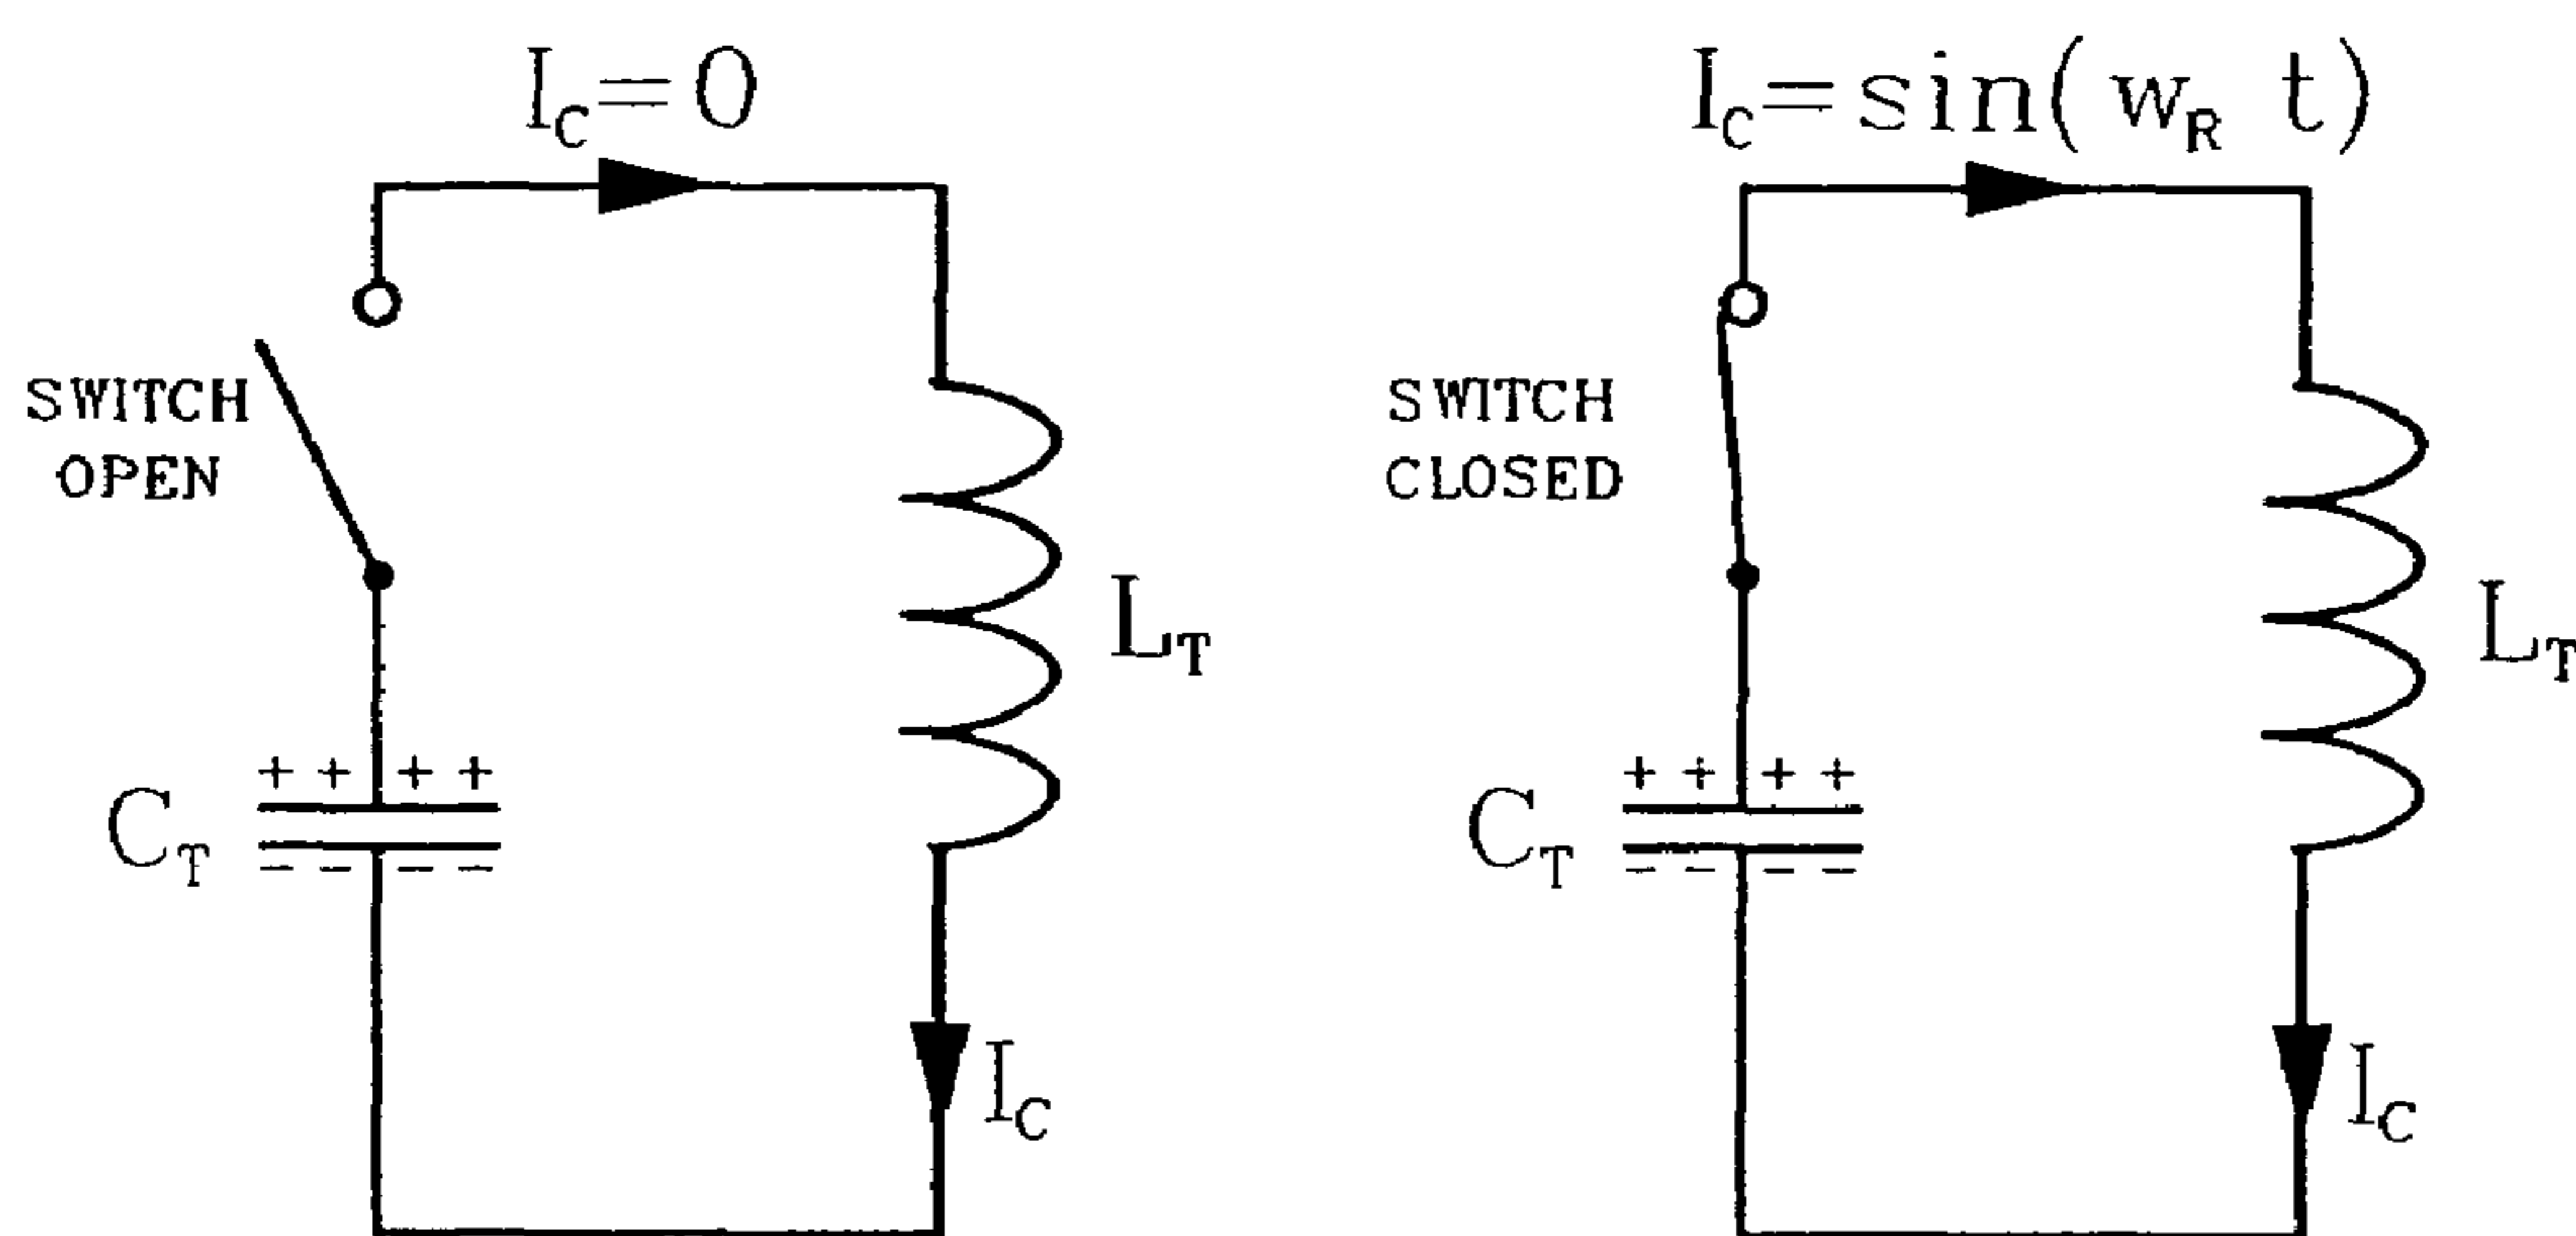 I_C=0
SWITCH
OPEN
L_T
+ + + +
C_T
− − − −
I_C
I_C=sin(w_R t)
SWITCH
CLOSED
L_T
+ + + +
C_T
− − − −
I_C